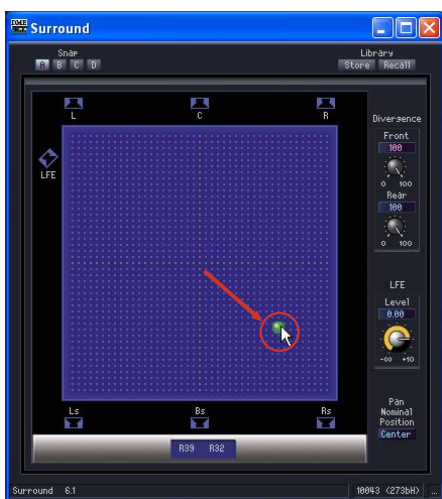 DME Surround
Snap
A B C D
Library
Store Recall
L C R
LFE
Divergence
Front
100
0 100
Rear
100
0 100
LFE
Level
0.00
-∞ +10
Pan
Nominal
Position
Center
Ls Bs Rs
R39 R32
Surround 6.1 10043 (273bH) ...